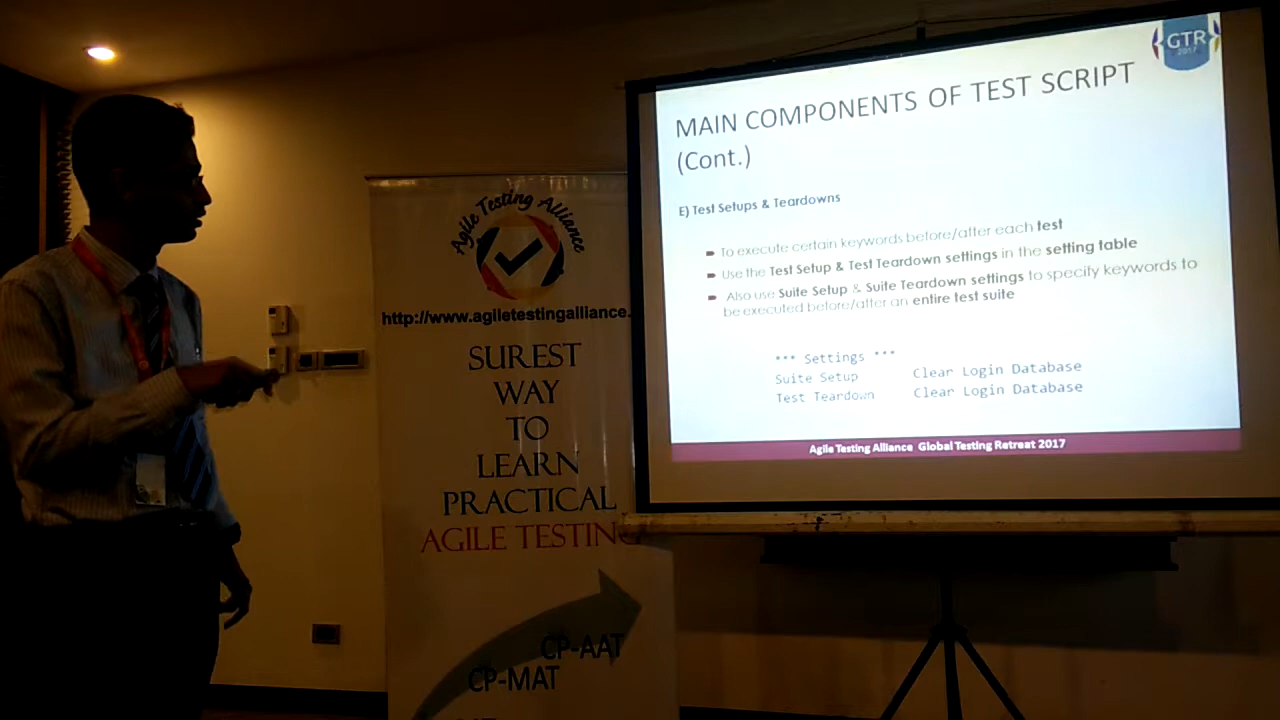 GTR
2017
MAIN COMPONENTS OF TEST SCRIPT
(Cont.)
E) Test Setups & Teardowns
To execute certain keywords before/after each test
Use the Test Setup & Test Teardown settings in the setting table
Also use Suite Setup & Suite Teardown settings to specify keywords to
be executed before/after an entire test suite
*** Settings ***
Suite Setup Clear Login Database
Test Teardown Clear Login Database
Agile Testing Alliance Global Testing Retreat 2017
Agile Testing Alliance
http://www.agiletestingalliance.
SUREST
WAY
TO
LEARN
PRACTICAL
AGILE TESTING
CP-AAT
CP-MAT